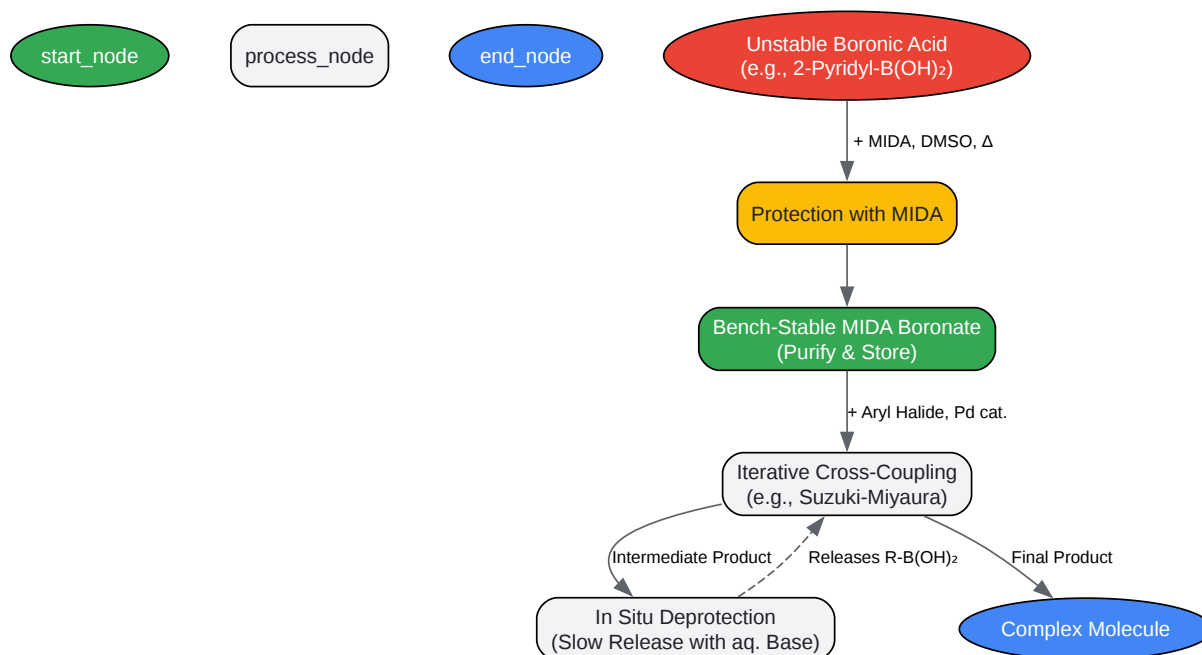 start_node
process_node
end_node
Unstable Boronic Acid
(e.g., 2-Pyridyl-B(OH)₂)
+ MIDA, DMSO, Δ
Protection with MIDA
Bench-Stable MIDA Boronate
(Purify & Store)
+ Aryl Halide, Pd cat.
Iterative Cross-Coupling
(e.g., Suzuki-Miyaura)
Intermediate Product
Releases R-B(OH)₂
Final Product
In Situ Deprotection
(Slow Release with aq. Base)
Complex Molecule